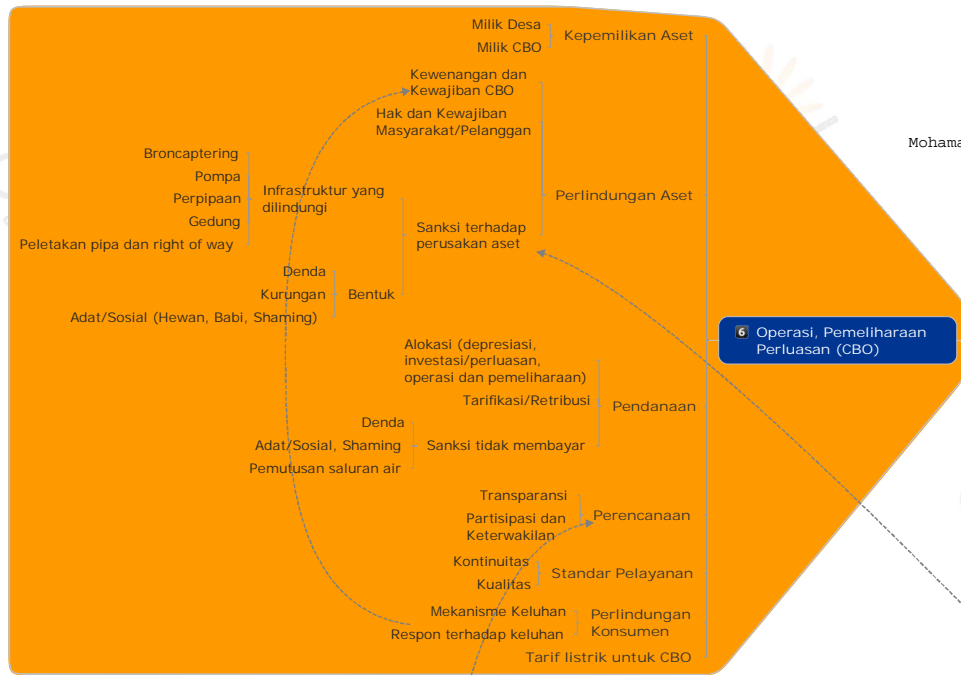 Milik Desa
Milik CBO
Kepemilikan Aset
Kewenangan dan
Kewajiban CBO
Hak dan Kewajiban
Masyarakat/Pelanggan
Mohama
Broncaptering
Pompa
Perpipaan
Gedung
Peletakan pipa dan right of way
Infrastruktur yang
dilindungi
Perlindungan Aset
Sanksi terhadap
perusakan aset
Denda
Kurungan
Adat/Sosial (Hewan, Babi, Shaming)
Bentuk
6 Operasi, Pemeliharaan
Perluasan (CBO)
Alokasi (depresiasi,
investasi/perluasan,
operasi dan pemeliharaan)
Tarifikasi/Retribusi
Pendanaan
Denda
Adat/Sosial, Shaming
Pemutusan saluran air
Sanksi tidak membayar
Transparansi
Partisipasi dan
Keterwakilan
Perencanaan
Kontinuitas
Kualitas
Standar Pelayanan
Mekanisme Keluhan
Respon terhadap keluhan
Perlindungan
Konsumen
Tarif listrik untuk CBO